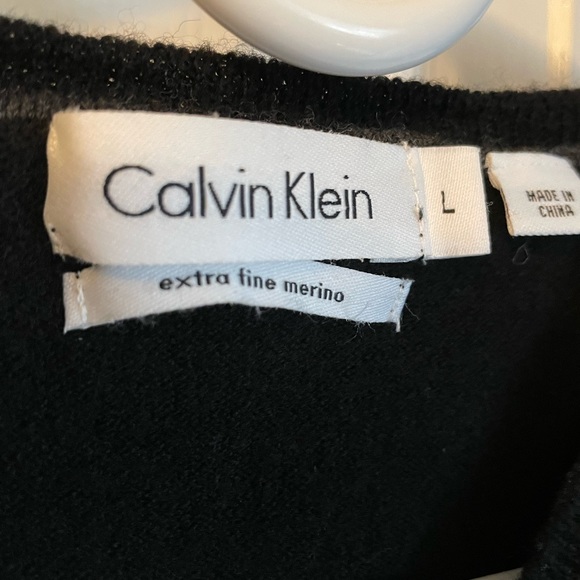 Calvin Klein
L
MADE IN
CHINA
extra fine merino